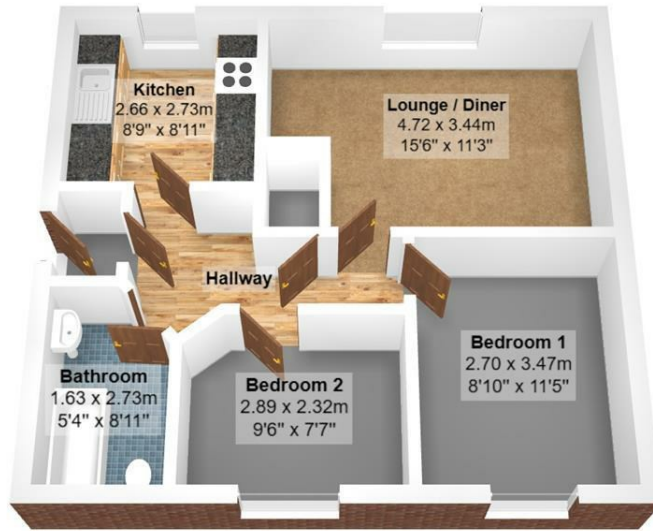 Kitchen
2.66 x 2.73m
8'9" x 8'11"
Lounge / Diner
4.72 x 3.44m
15'6" x 11'3"
Hallway
Bathroom
1.63 x 2.73m
5'4" x 8'11"
Bedroom 2
2.89 x 2.32m
9'6" x 7'7"
Bedroom 1
2.70 x 3.47m
8'10" x 11'5"